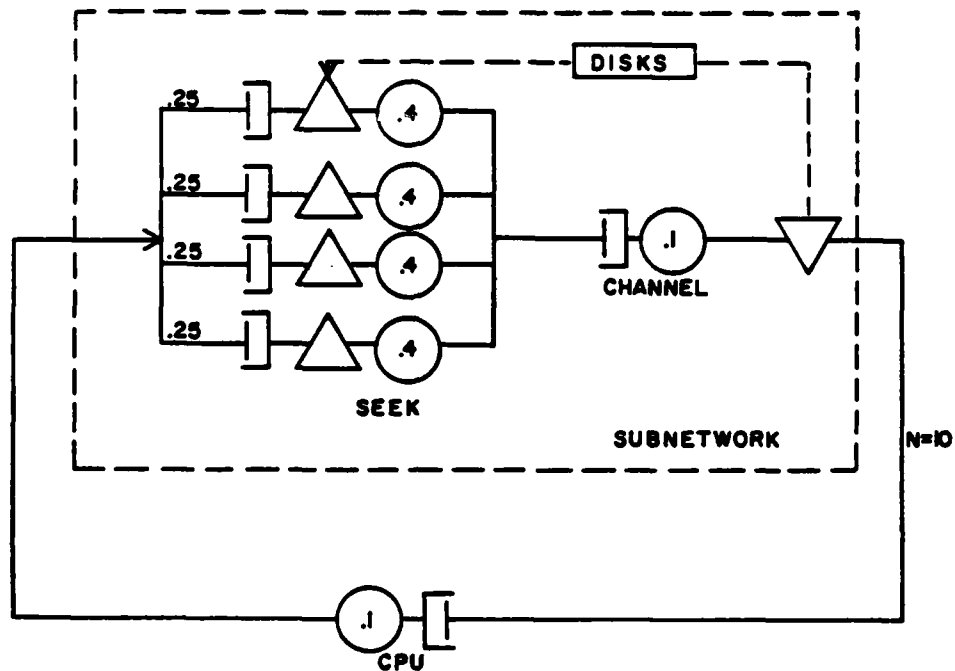 DISKS
.25
.4
.25
.4
.25
.4
.1
CHANNEL
.25
.4
SEEK
SUBNETWORK
N=10
.1
CPU